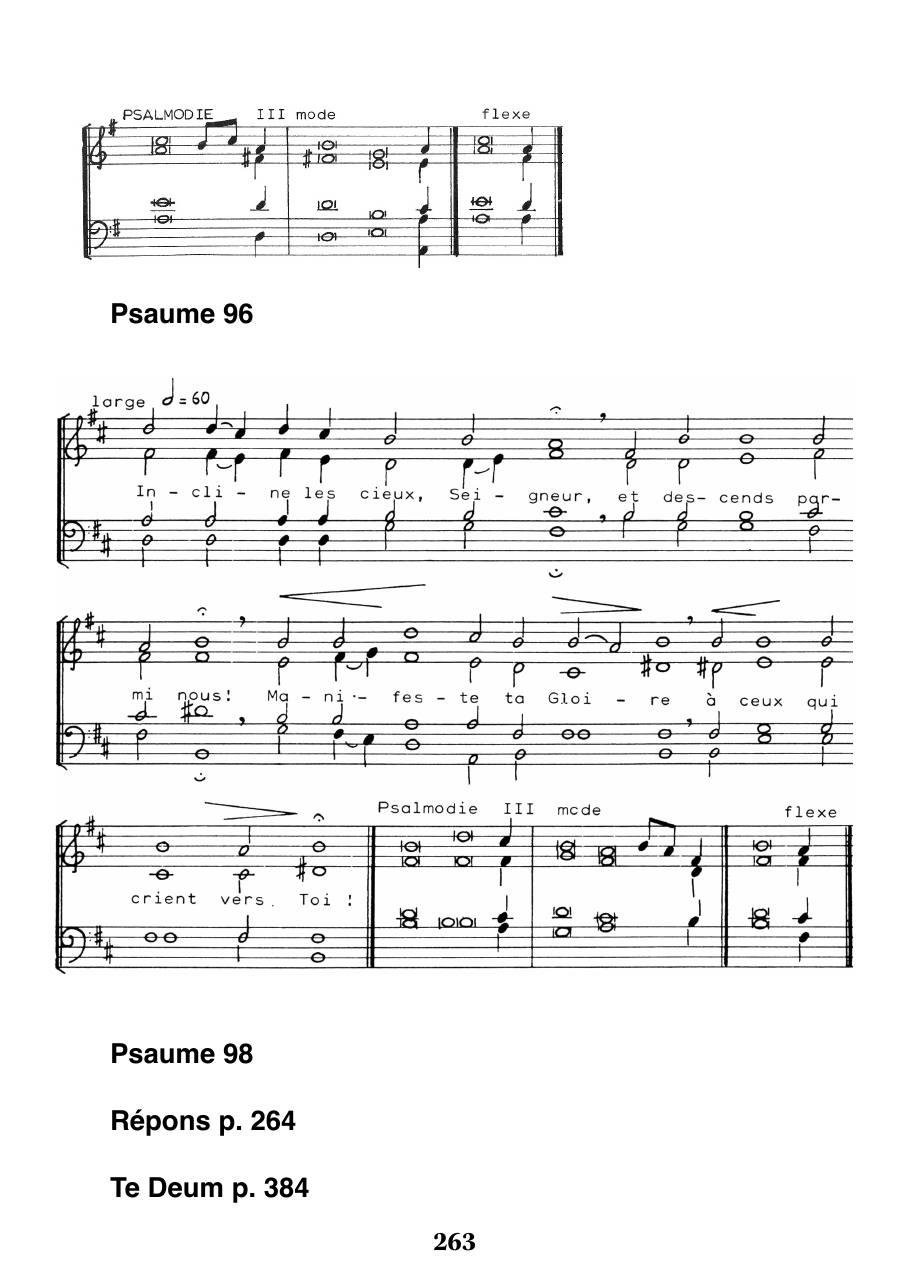 PSALMODIE III mode flexe
Psaume 96
large 𝅗𝅥 = 60
In - cli - ne les cieux, Sei - gneur, et des- cends par-
mi nous! Ma - ni - fes - te ta Gloi - re à ceux qui
Psalmodie III mode flexe
crient vers. Toi !
Psaume 98
Répons p. 264
Te Deum p. 384
263